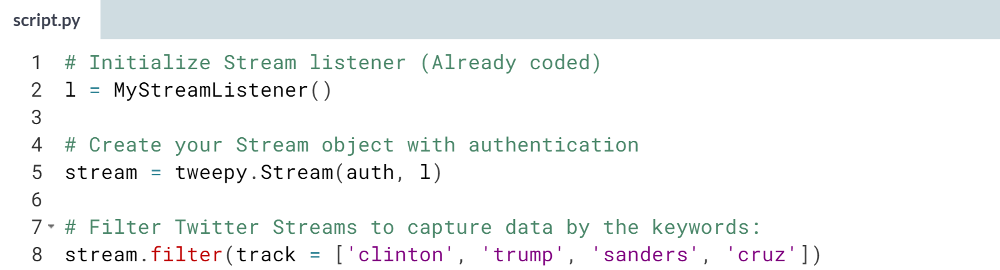 script.py
1 # Initialize Stream listener (Already coded)
2 l = MyStreamListener()
3
4 # Create your Stream object with authentication
5 stream = tweepy.Stream(auth, l)
6
7 # Filter Twitter Streams to capture data by the keywords:
8 stream.filter(track = ['clinton', 'trump', 'sanders', 'cruz'])